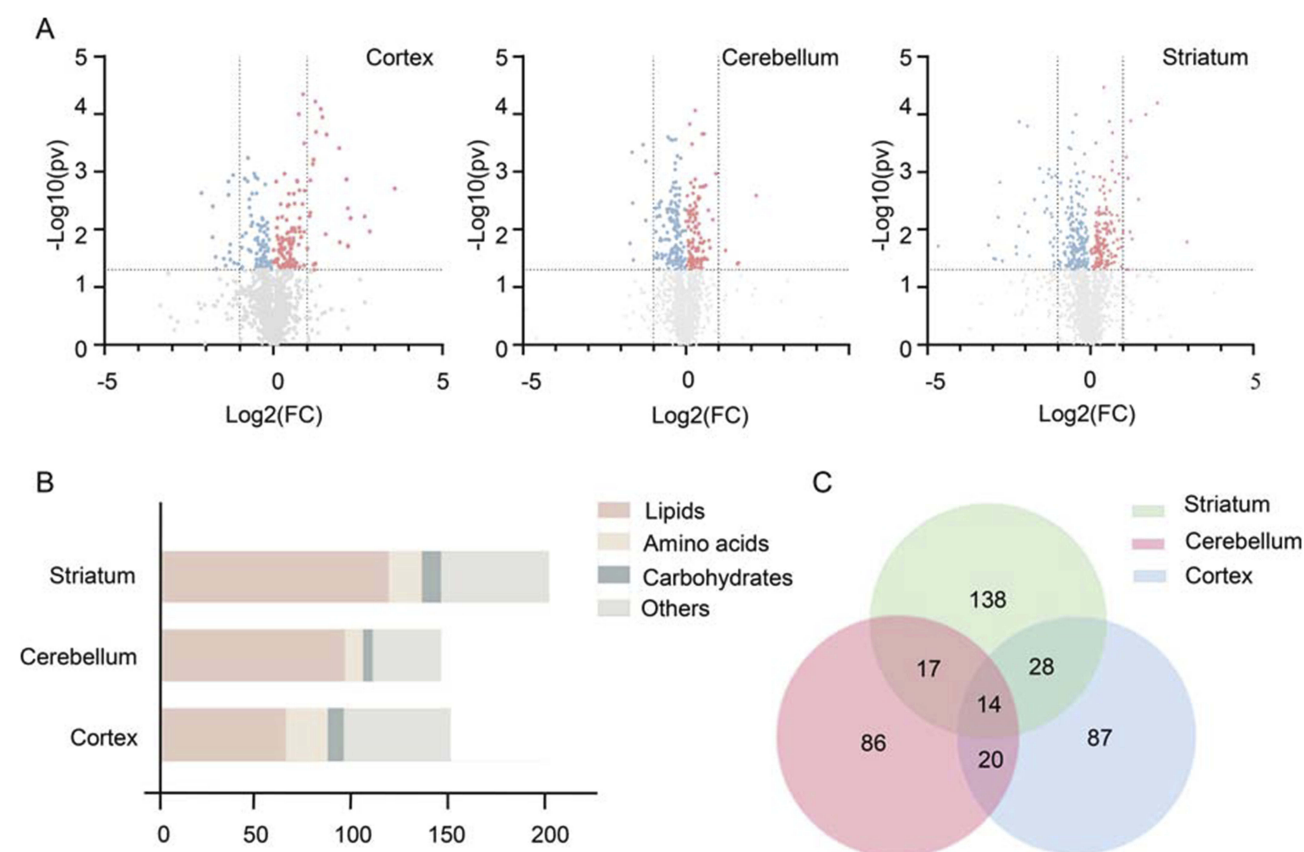 A
Cortex
5
4
3
2
1
0
-Log10(pv)
-5
0
5
Log2(FC)
Cerebellum
5
4
3
2
1
0
-Log10(pv)
-5
0
Log2(FC)
Striatum
5
4
3
2
1
0
-Log10(pv)
-5
0
5
Log2(FC)
B
Striatum
Cerebellum
Cortex
0 50 100 150 200
Lipids
Amino acids
Carbohydrates
Others
C
Striatum
Cerebellum
Cortex
138
17
28
14
86
20
87